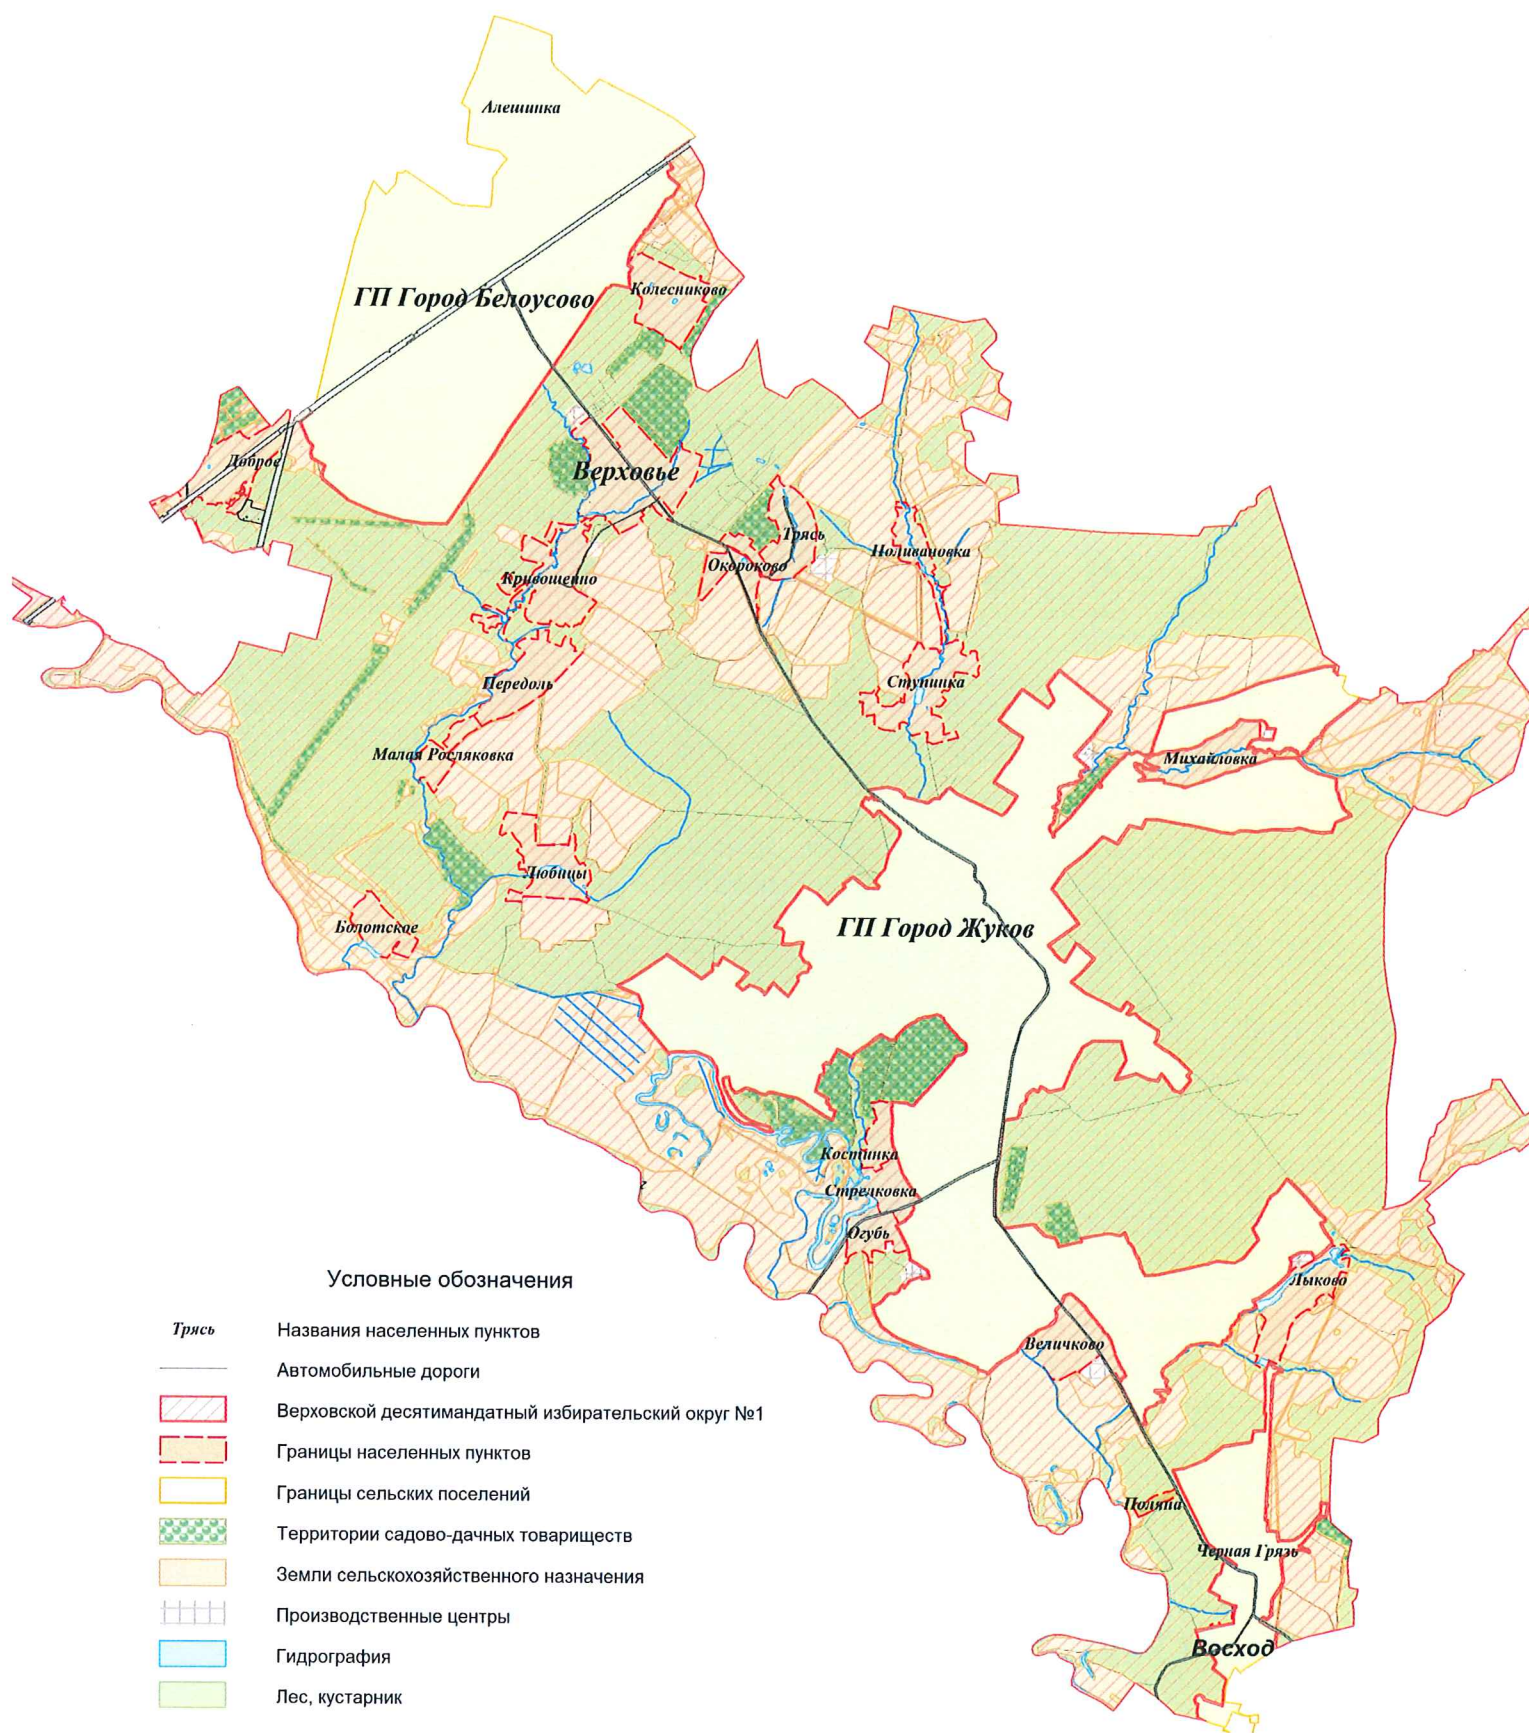 Алешинка
ГП Город Белоусово
Колесниково
Доброе
Верховье
Трясь
Окороково
Поливановка
Кривошеино
Передоль
Ступинка
Малая Росляковка
Михайловка
Любицы
Болотское
ГП Город Жуков
Костинка
Стрелковка
Огубь
Лыково
Величково
Поляна
Черная Грязь
Восход
Условные обозначения
Трясь Названия населенных пунктов
Автомобильные дороги
Верховской десятимандатный избирательский округ №1
Границы населенных пунктов
Границы сельских поселений
Территории садово-дачных товариществ
Земли сельскохозяйственного назначения
Производственные центры
Гидрография
Лес, кустарник